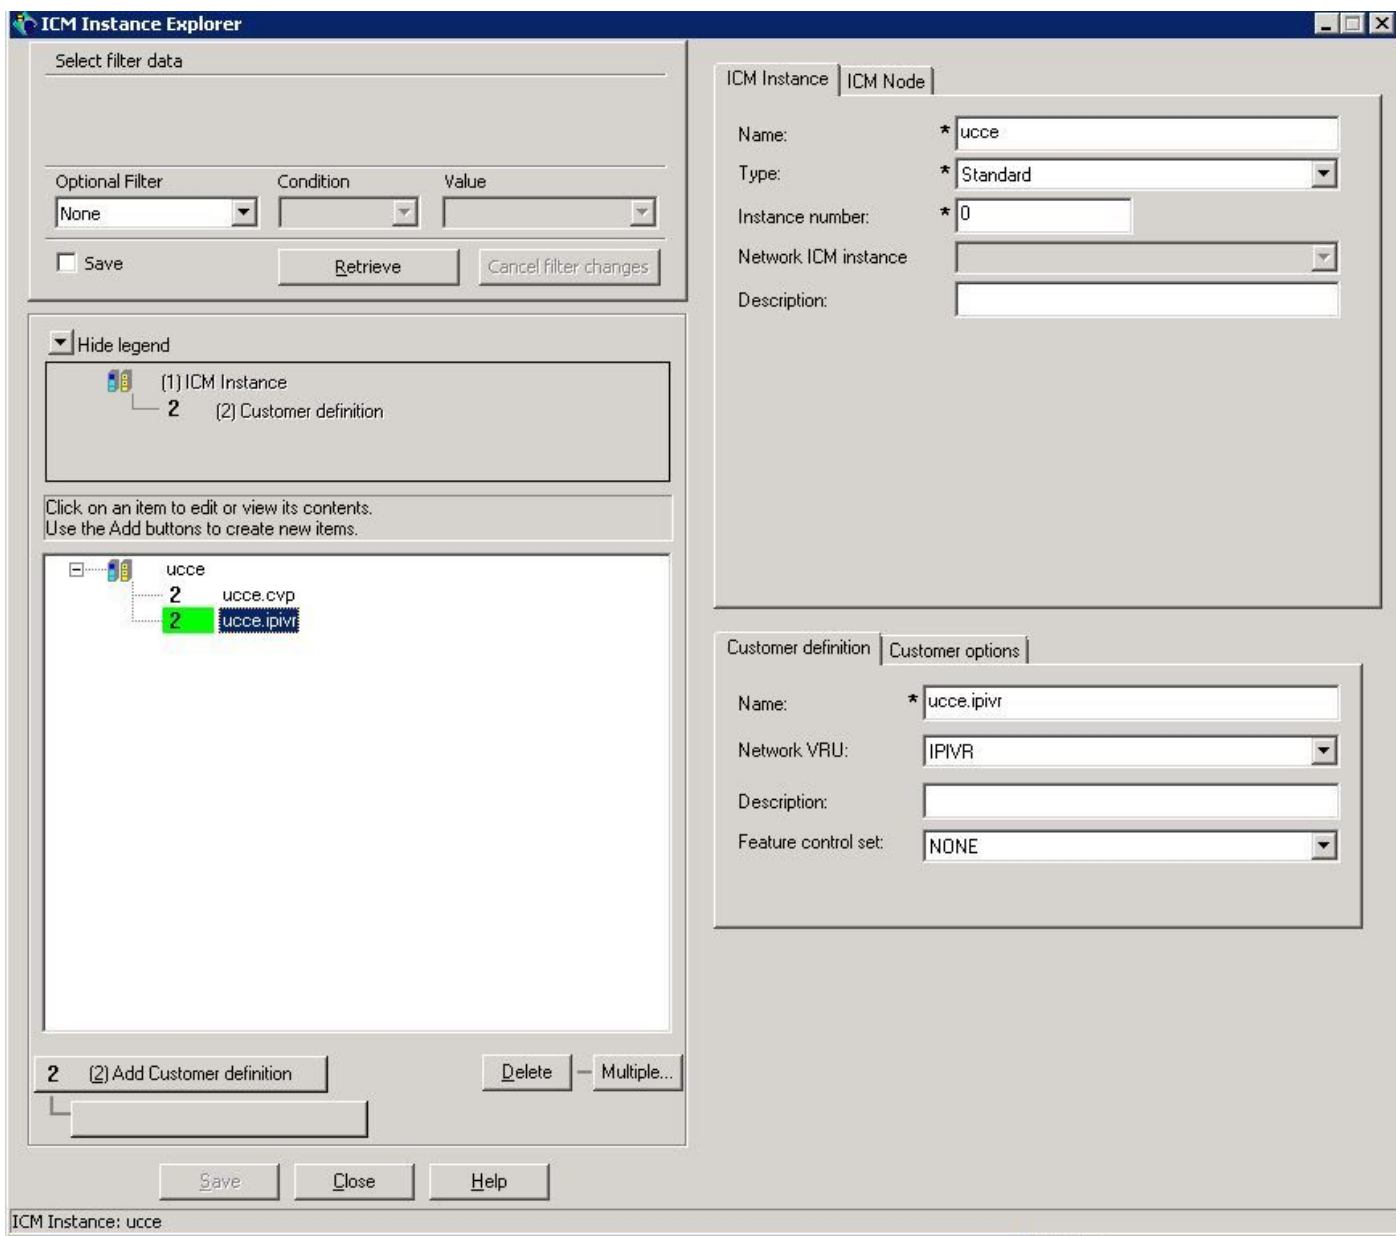 ICM Instance Explorer
Select filter data
Optional Filter Condition Value
None
Save Retrieve Cancel filter changes
Hide legend
(1) ICM Instance
2 (2) Customer definition
Click on an item to edit or view its contents.
Use the Add buttons to create new items.
ucce
2 ucce.cvp
2 ucce.ipivr
2 (2) Add Customer definition Delete Multiple...
Save Close Help
ICM Instance: ucce
ICM Instance ICM Node
Name: * ucce
Type: * Standard
Instance number: * 0
Network ICM instance
Description:
Customer definition Customer options
Name: * ucce.ipivr
Network VRU: IPIVR
Description:
Feature control set: NONE